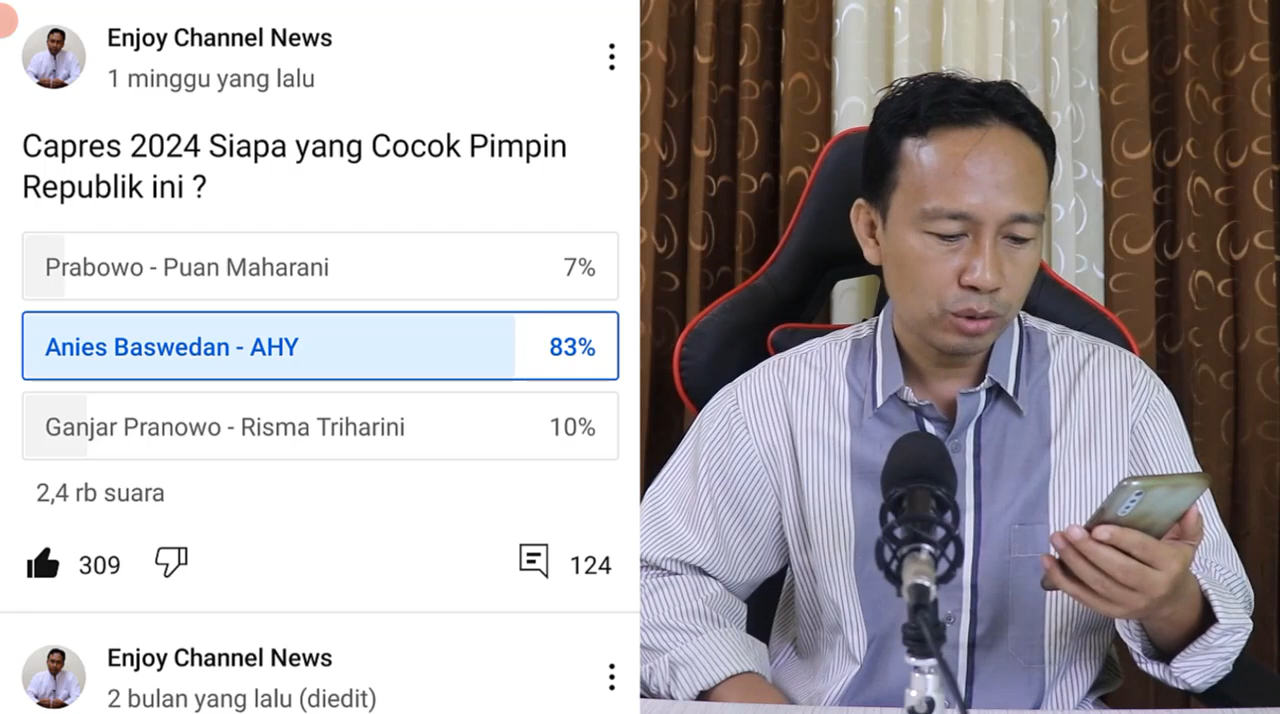 Enjoy Channel News
1 minggu yang lalu
Capres 2024 Siapa yang Cocok Pimpin
Republik ini ?
Prabowo - Puan Maharani 7%
Anies Baswedan - AHY 83%
Ganjar Pranowo - Risma Triharini 10%
2,4 rb suara
309 124
Enjoy Channel News
2 bulan yang lalu (diedit)